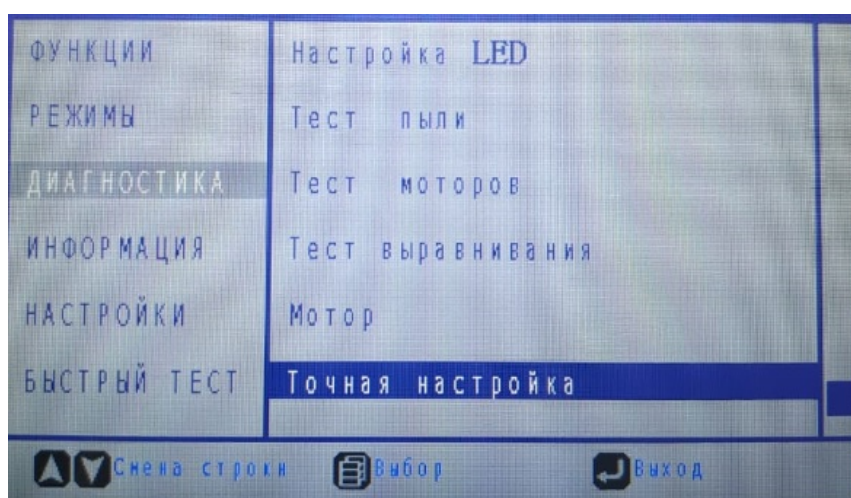 ФУНКЦИИ
РЕЖИМЫ
ДИАГНОСТИКА
ИНФОРМАЦИЯ
НАСТРОЙКИ
БЫСТРЫЙ ТЕСТ
Настройка LED
Тест пыли
Тест моторов
Тест выравнивания
Мотор
Точная настройка
Смена строки
Выбор
Выход